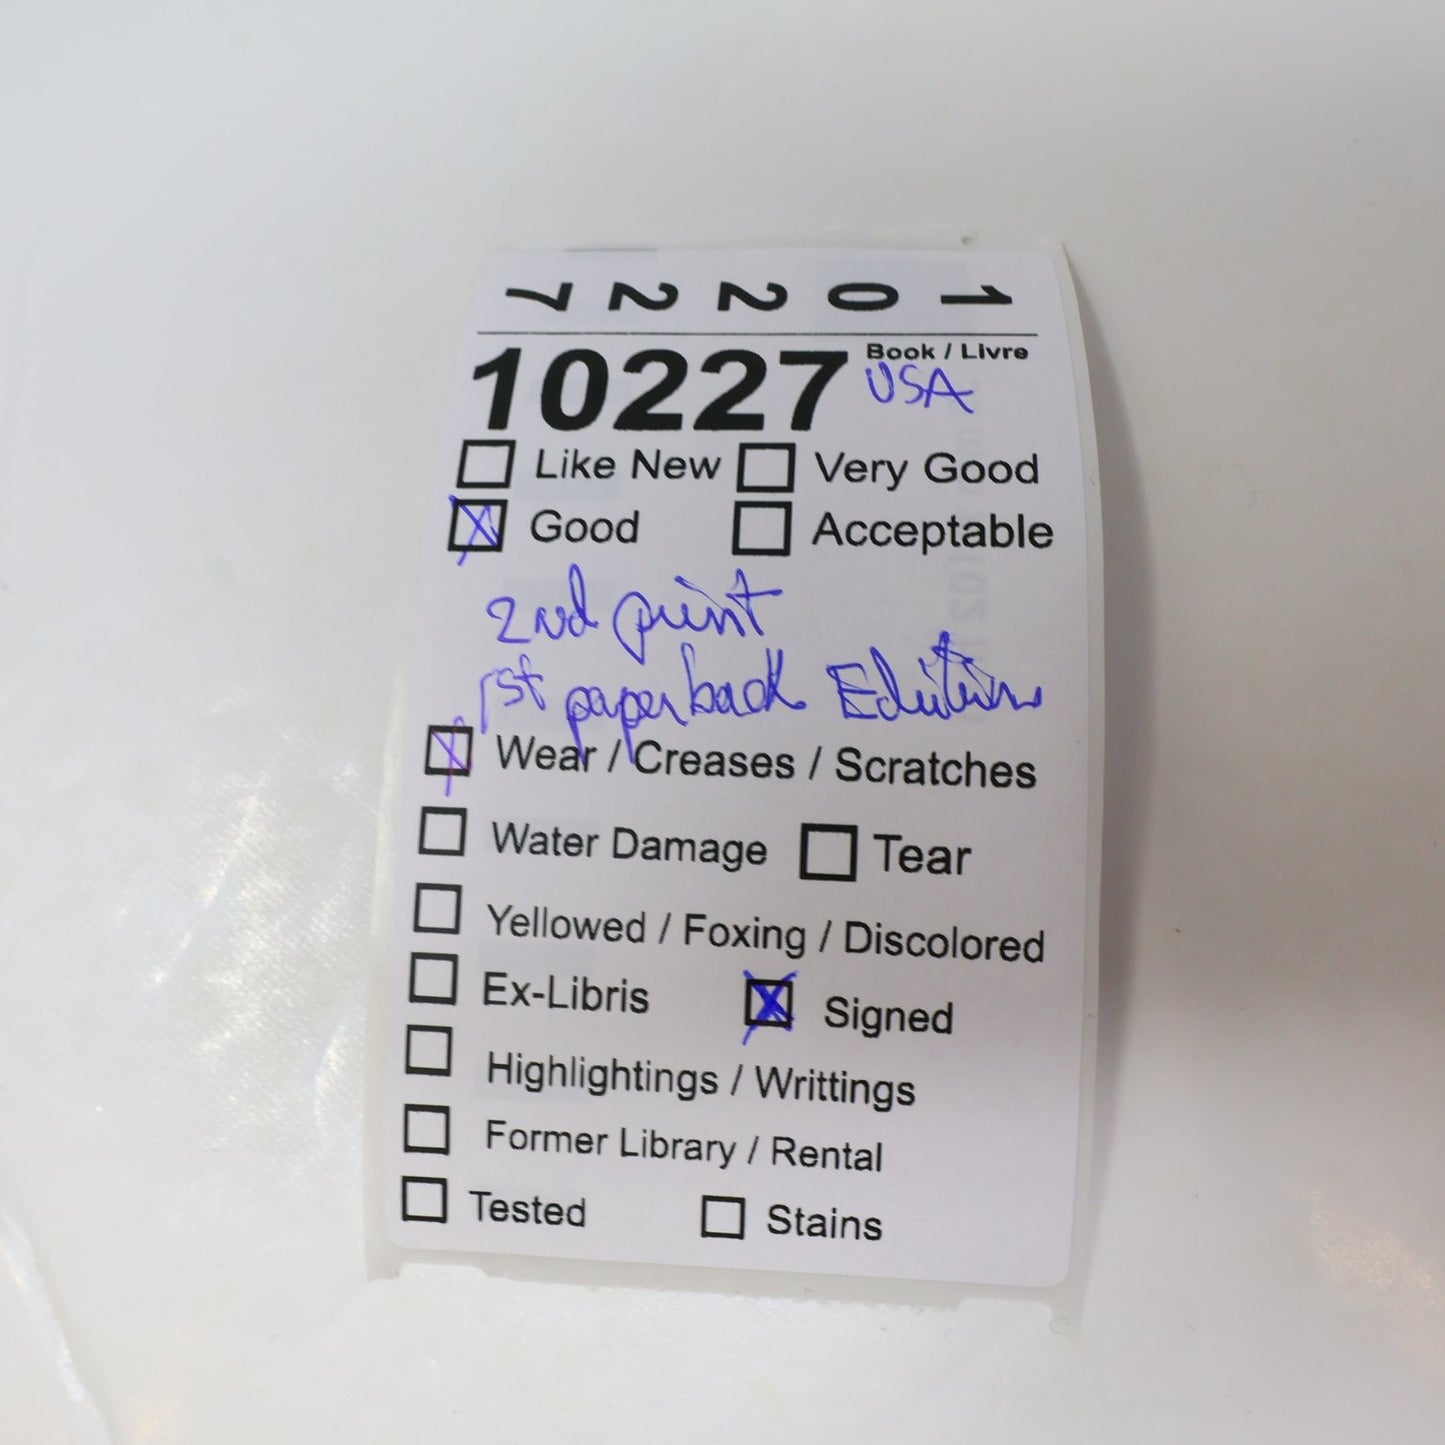 10227
10227 Book / Livre
USA
Like New Very Good
Good Acceptable
2nd print
1st paperback Edition
Wear / Creases / Scratches
Water Damage Tear
Yellowed / Foxing / Discolored
Ex-Libris Signed
Highlightings / Writtings
Former Library / Rental
Tested Stains